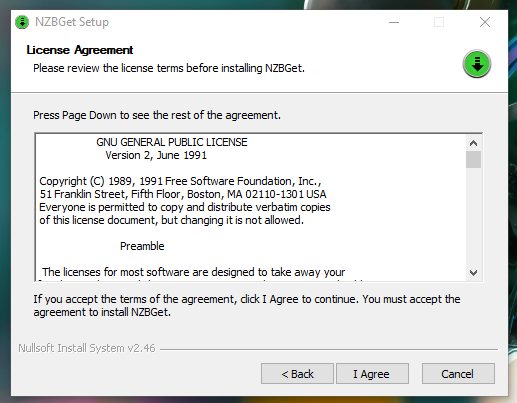 NZBGet Setup
License Agreement
Please review the license terms before installing NZBGet.
Press Page Down to see the rest of the agreement.
GNU GENERAL PUBLIC LICENSE
Version 2, June 1991
Copyright (C) 1989, 1991 Free Software Foundation, Inc.,
51 Franklin Street, Fifth Floor, Boston, MA 02110-1301 USA
Everyone is permitted to copy and distribute verbatim copies
of this license document, but changing it is not allowed.
Preamble
The licenses for most software are designed to take away your
If you accept the terms of the agreement, click I Agree to continue. You must accept the
agreement to install NZBGet.
Nullsoft Install System v2.46
< Back
I Agree
Cancel